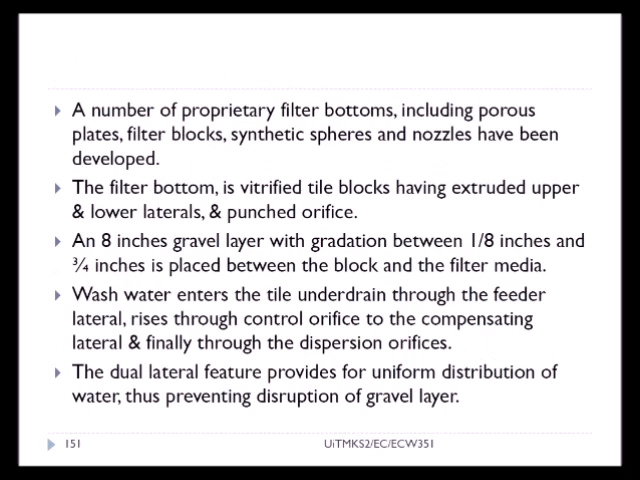 A number of proprietary filter bottoms, including porous
plates, filter blocks, synthetic spheres and nozzles have been
developed.
The filter bottom, is vitrified tile blocks having extruded upper
& lower laterals, & punched orifice.
An 8 inches gravel layer with gradation between 1/8 inches and
¾ inches is placed between the block and the filter media.
Wash water enters the tile underdrain through the feeder
lateral, rises through control orifice to the compensating
lateral & finally through the dispersion orifices.
The dual lateral feature provides for uniform distribution of
water, thus preventing disruption of gravel layer.
151 UiTMKS2/EC/ECW351